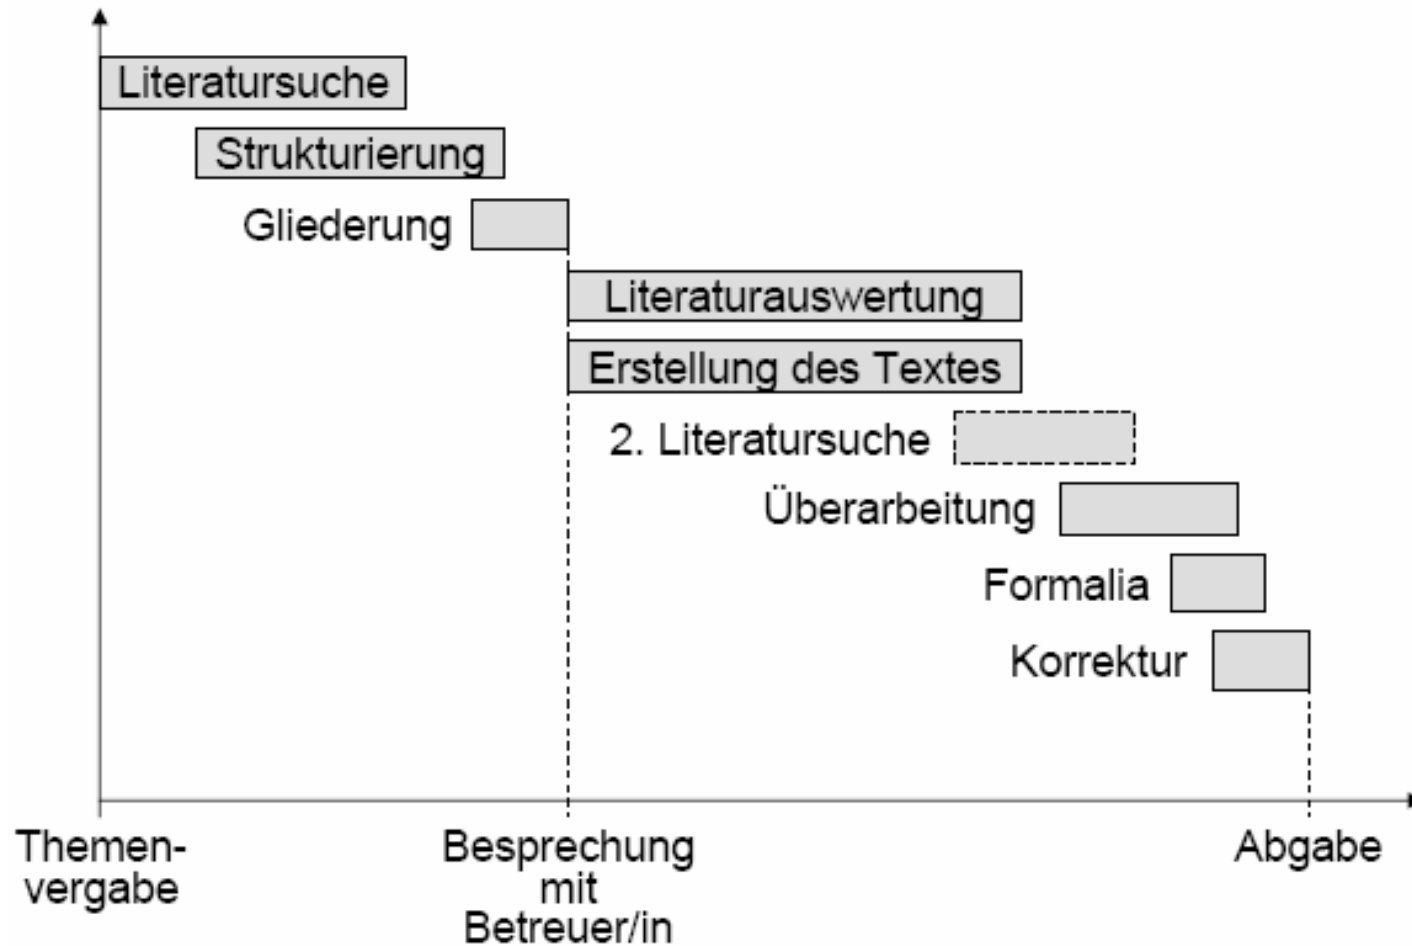 Literatursuche
Strukturierung
Gliederung
Literaturauswertung
Erstellung des Textes
2. Literatursuche
Überarbeitung
Formalia
Korrektur
Themen-
vergabe
Besprechung
mit
Betreuer/in
Abgabe